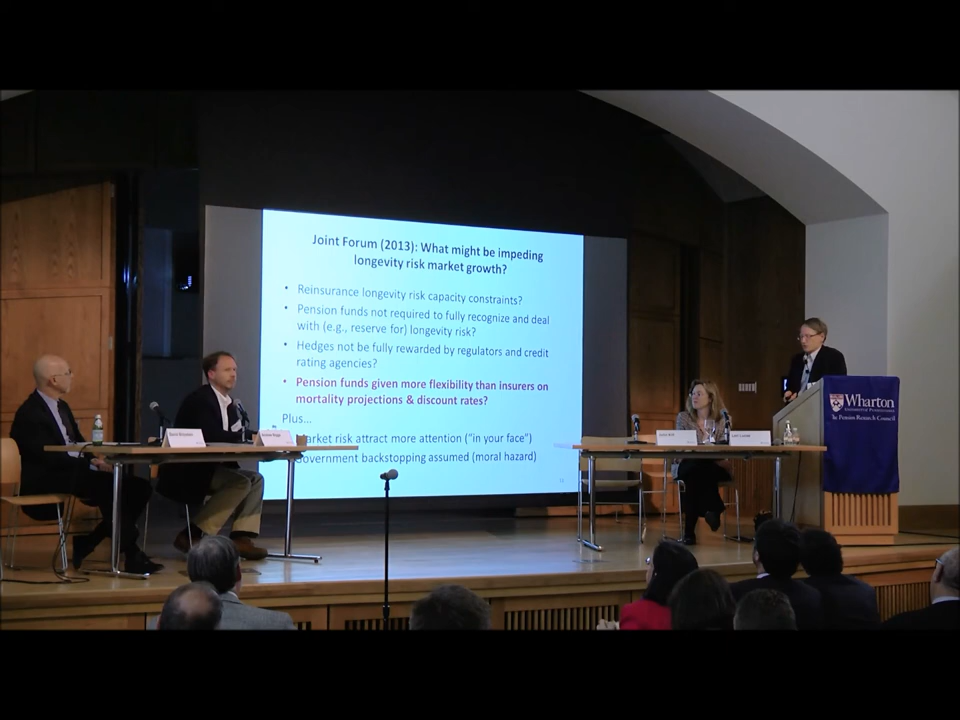 Joint Forum (2013): What might be impeding
longevity risk market growth?
• Reinsurance longevity risk capacity constraints?
• Pension funds not required to fully recognize and deal
with (e.g., reserve for) longevity risk?
• Hedges not be fully rewarded by regulators and credit
rating agencies?
• Pension funds given more flexibility than insurers on
mortality projections & discount rates?
Plus...
Market risk attract more attention ("in your face")
Government backstopping assumed (moral hazard)
Wharton
The Pension Research Council